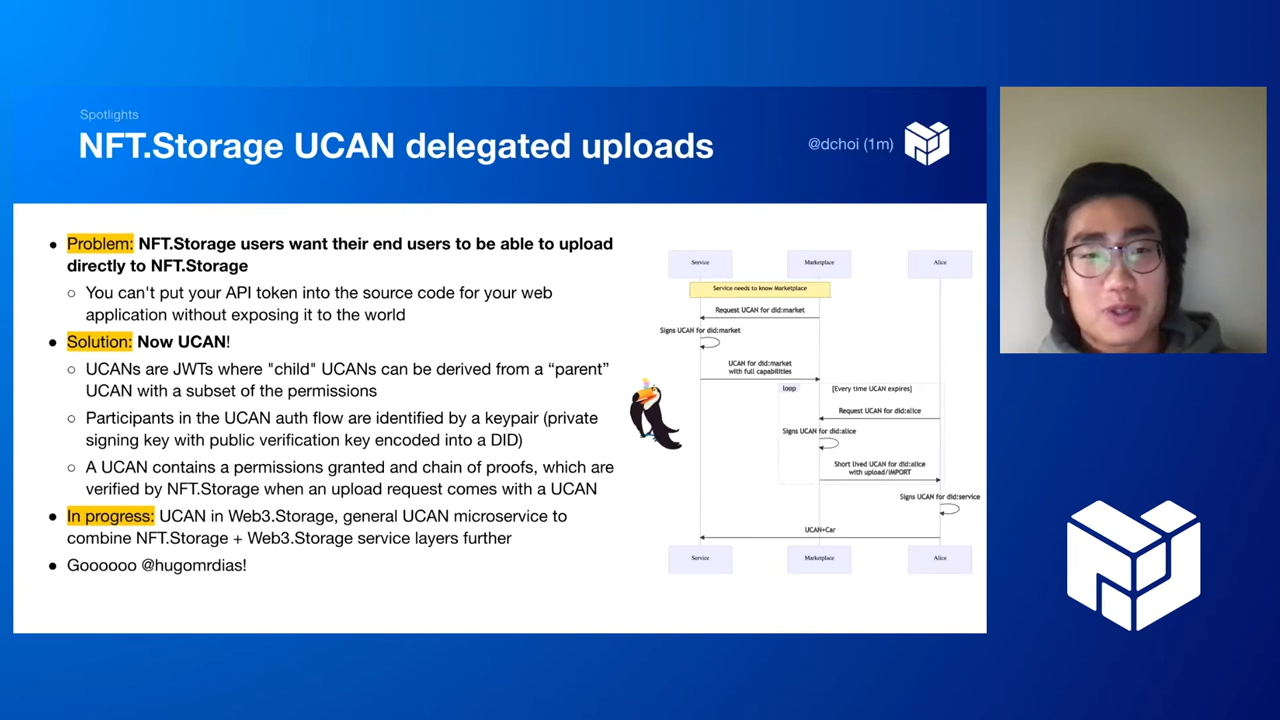 Spotlights
NFT.Storage UCAN delegated uploads
@dchoi (1m)
● Problem: NFT.Storage users want their end users to be able to upload
directly to NFT.Storage
○ You can't put your API token into the source code for your web
application without exposing it to the world
● Solution: Now UCAN!
○ UCANs are JWTs where "child" UCANs can be derived from a “parent”
UCAN with a subset of the permissions
○ Participants in the UCAN auth flow are identified by a keypair (private
signing key with public verification key encoded into a DID)
○ A UCAN contains a permissions granted and chain of proofs, which are
verified by NFT.Storage when an upload request comes with a UCAN
● In progress: UCAN in Web3.Storage, general UCAN microservice to
combine NFT.Storage + Web3.Storage service layers further
● Goooooo @hugomrdias!
Service
Marketplace
Alice
Service needs to know Marketplace
Request UCAN for did:market
Signs UCAN for did:market
UCAN for did:market
with full capabilities
loop
[Every time UCAN expires]
Request UCAN for did:alice
Signs UCAN for did:alice
Short lived UCAN for did:alice
with upload/IMPORT
Signs UCAN for did:service
UCAN+Car
Service
Marketplace
Alice